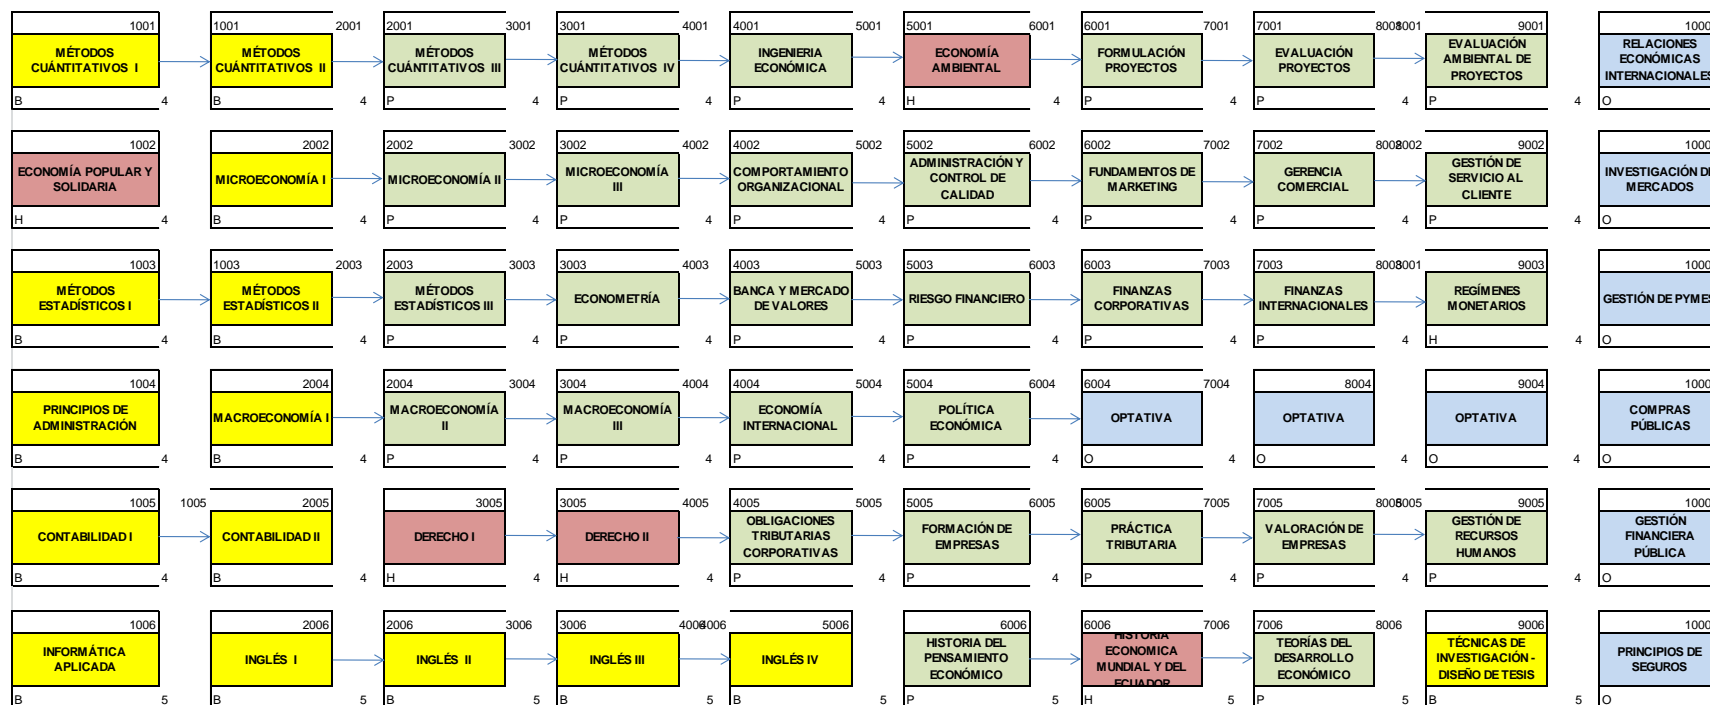 1001 1001 2001 2001 3001 3001 4001 4001 5001 5001 6001 6001 7001 7001 9001 1000
MÉTODOS CUÁNTITATIVOS I
MÉTODOS CUÁNTITATIVOS II
MÉTODOS CUÁNTITATIVOS III
MÉTODOS CUÁNTITATIVOS IV
INGENIERIA ECONÓMICA
ECONOMÍA AMBIENTAL
FORMULACIÓN PROYECTOS
EVALUACIÓN PROYECTOS
EVALUACIÓN AMBIENTAL DE PROYECTOS
RELACIONES ECONÓMICAS INTERNACIONALES
B 4 B 4 P 4 P 4 P 4 H 4 P 4 P 4 P 4 O
1002 2002 2002 3002 3002 4002 4002 5002 5002 6002 6002 7002 7002 9002 1000
ECONOMÍA POPULAR Y SOLIDARIA
MICROECONOMÍA I
MICROECONOMÍA II
MICROECONOMÍA III
COMPORTAMIENTO ORGANIZACIONAL
ADMINISTRACIÓN Y CONTROL DE CALIDAD
FUNDAMENTOS DE MARKETING
GERENCIA COMERCIAL
GESTIÓN DE SERVICIO AL CLIENTE
INVESTIGACIÓN DE MERCADOS
H 4 B 4 P 4 P 4 P 4 P 4 P 4 P 4 P 4 O
1003 1003 2003 2003 3003 3003 4003 4003 5003 5003 6003 6003 7003 7003 9003 1000
MÉTODOS ESTADÍSTICOS I
MÉTODOS ESTADÍSTICOS II
MÉTODOS ESTADÍSTICOS III
ECONOMETRÍA
BANCA Y MERCADO DE VALORES
RIESGO FINANCIERO
FINANZAS CORPORATIVAS
FINANZAS INTERNACIONALES
REGÍMENES MONETARIOS
GESTIÓN DE PYMES
B 4 B 4 P 4 P 4 P 4 P 4 P 4 P 4 H 4 O
1004 2004 2004 3004 3004 4004 4004 5004 5004 6004 6004 7004 8004 9004 1000
PRINCIPIOS DE ADMINISTRACIÓN
MACROECONOMÍA I
MACROECONOMÍA II
MACROECONOMÍA III
ECONOMÍA INTERNACIONAL
POLÍTICA ECONÓMICA
OPTATIVA
OPTATIVA
OPTATIVA
COMPRAS PÚBLICAS
B 4 B 4 P 4 P 4 P 4 P 4 O 4 O 4 O 4 O
1005 1005 2005 3005 3005 4005 4005 5005 5005 6005 6005 7005 7005 9005 1000
CONTABILIDAD I
CONTABILIDAD II
DERECHO I
DERECHO II
OBLIGACIONES TRIBUTARIAS CORPORATIVAS
FORMACIÓN DE EMPRESAS
PRÁCTICA TRIBUTARIA
VALORACIÓN DE EMPRESAS
GESTIÓN DE RECURSOS HUMANOS
GESTIÓN FINANCIERA PÚBLICA
B 4 B 4 H 4 H 4 P 4 P 4 P 4 P 4 P 4 O
1006 2006 2006 3006 3006 4006 4006 5006 6006 6006 7006 7006 8006 9006 1000
INFORMÁTICA APLICADA
INGLÉS I
INGLÉS II
INGLÉS III
INGLÉS IV
HISTORIA DEL PENSAMIENTO ECONÓMICO
HISTORIA ECONOMICA MUNDIAL Y DEL ECUADOR
TEORÍAS DEL DESARROLLO ECONÓMICO
TÉCNICAS DE INVESTIGACIÓN - DISEÑO DE TESIS
PRINCIPIOS DE SEGUROS
B 5 B 5 B 5 B 5 B 5 P 5 H 5 P 5 B 5 O